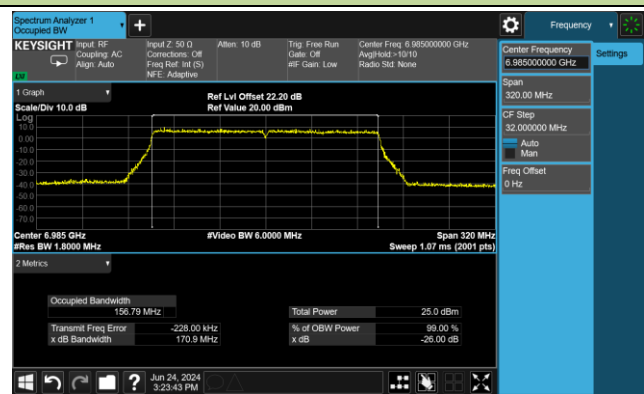 Spectrum Analyzer 1
Occupied BW
Frequency
KEYSIGHT
Input: RF
Coupling: AC
Align: Auto
Input Z: 50 Ω
Corrections: Off
Freq Ref: Int (S)
NFE: Adaptive
Atten: 10 dB
Trig: Free Run
Gate: Off
#IF Gain: Low
Center Freq: 6.985000000 GHz
Avg|Hold:>10/10
Radio Std: None
LXI
Center Frequency
6.985000000 GHz
Settings
Span
320.00 MHz
CF Step
32.000000 MHz
Auto
Man
Freq Offset
0 Hz
1 Graph
Scale/Div 10.0 dB
Ref Lvl Offset 22.20 dB
Ref Value 20.00 dBm
Log
10.0
0.00
-10.0
-20.0
-30.0
-40.0
-50.0
-60.0
-70.0
Center 6.985 GHz
#Res BW 1.8000 MHz
#Video BW 6.0000 MHz
Span 320 MHz
Sweep 1.07 ms (2001 pts)
2 Metrics
Occupied Bandwidth
156.79 MHz
Total Power 25.0 dBm
Transmit Freq Error -228.00 kHz
% of OBW Power 99.00 %
x dB Bandwidth 170.9 MHz
x dB -26.00 dB
?
Jun 24, 2024
3:23:43 PM